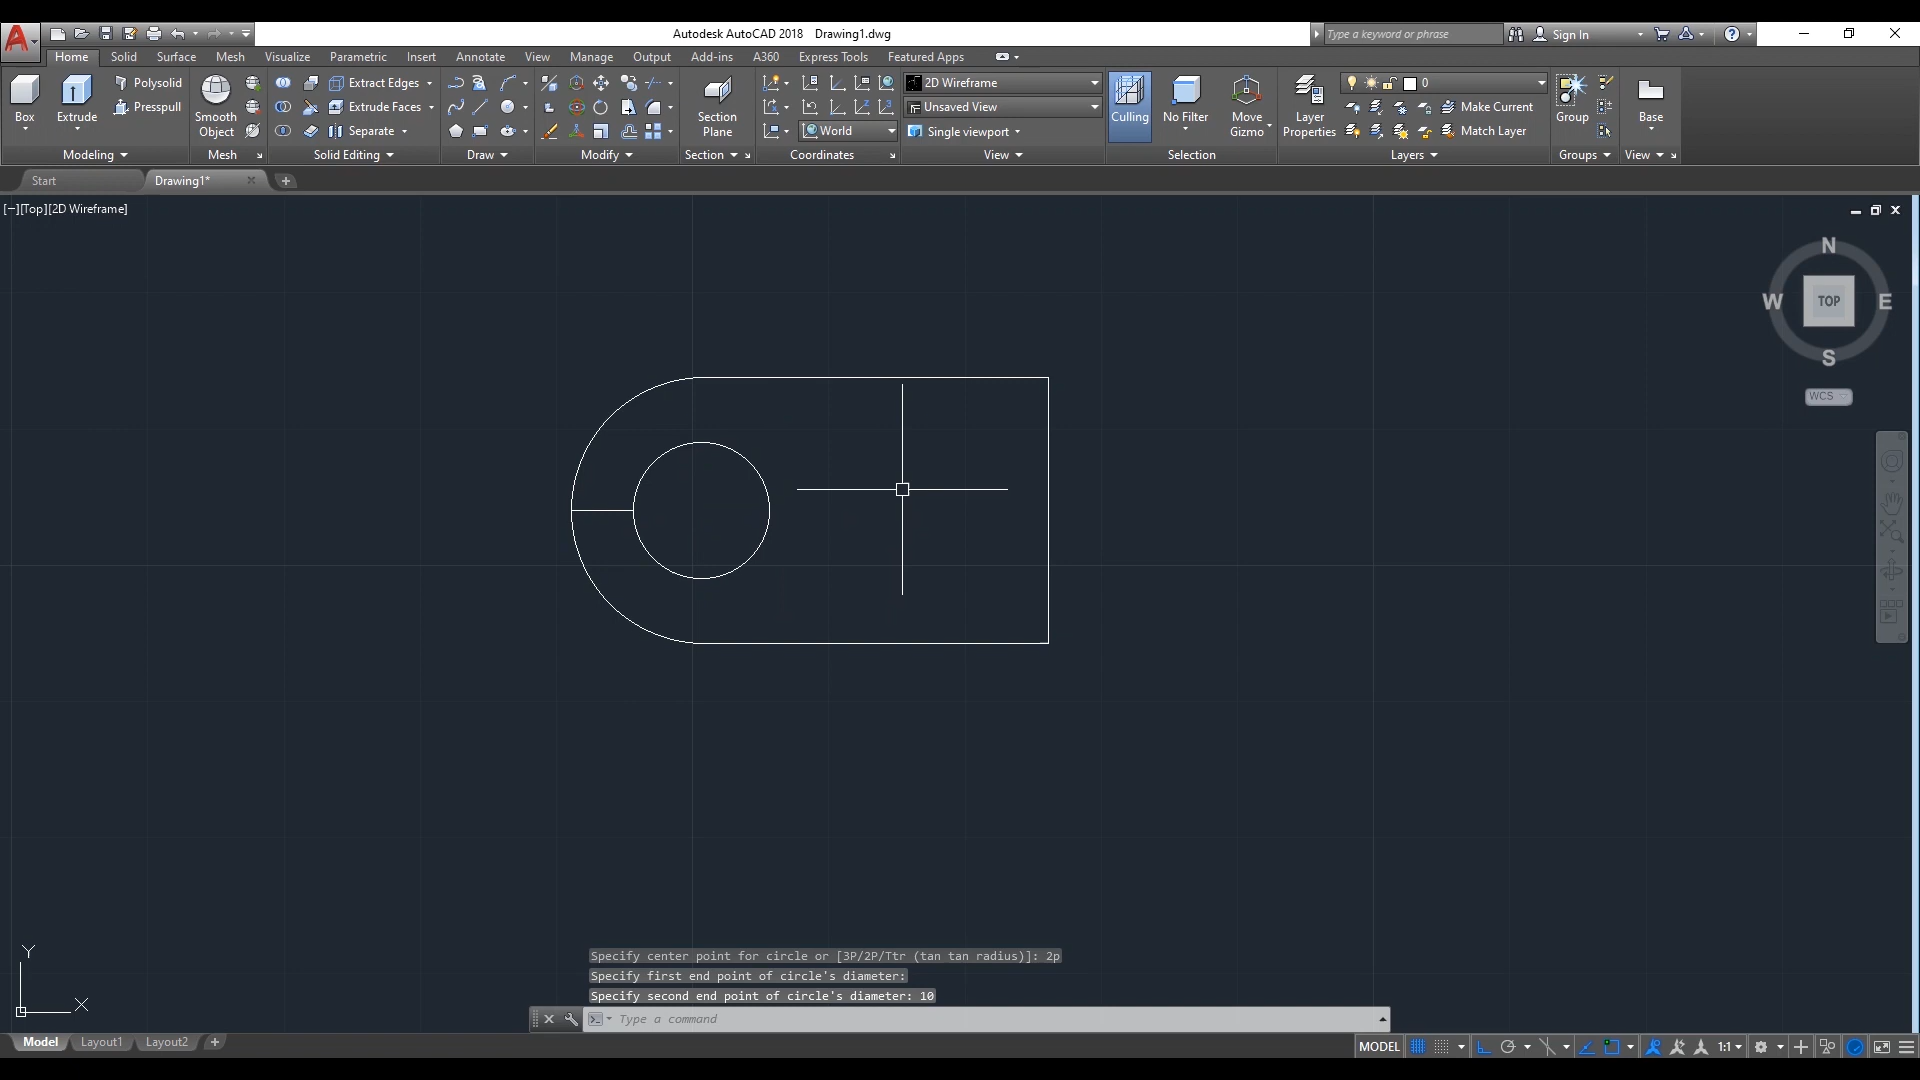 Autodesk AutoCAD 2018 Drawing1.dwg
Type a keyword or phrase
Sign In
Home Solid Surface Mesh Visualize Parametric Insert Annotate View Manage Output Add-ins A360 Express Tools Featured Apps
Box
Extrude
Polysolid
Presspull
Smooth Object
Extract Edges
Extrude Faces
Separate
Section Plane
World
2D Wireframe
Unsaved View
Single viewport
Culling
No Filter
Move Gizmo
Layer Properties
0
Make Current
Match Layer
Group
Base
Modeling Mesh Solid Editing Draw Modify Section Coordinates View Selection Layers Groups View
Start
Drawing1*
[−][Top][2D Wireframe]
N
W
TOP
E
S
WCS
Y
X
Specify center point for circle or [3P/2P/Ttr (tan tan radius)]: 2p
Specify first end point of circle's diameter:
Specify second end point of circle's diameter: 10
Type a command
Model Layout1 Layout2
MODEL
1:1